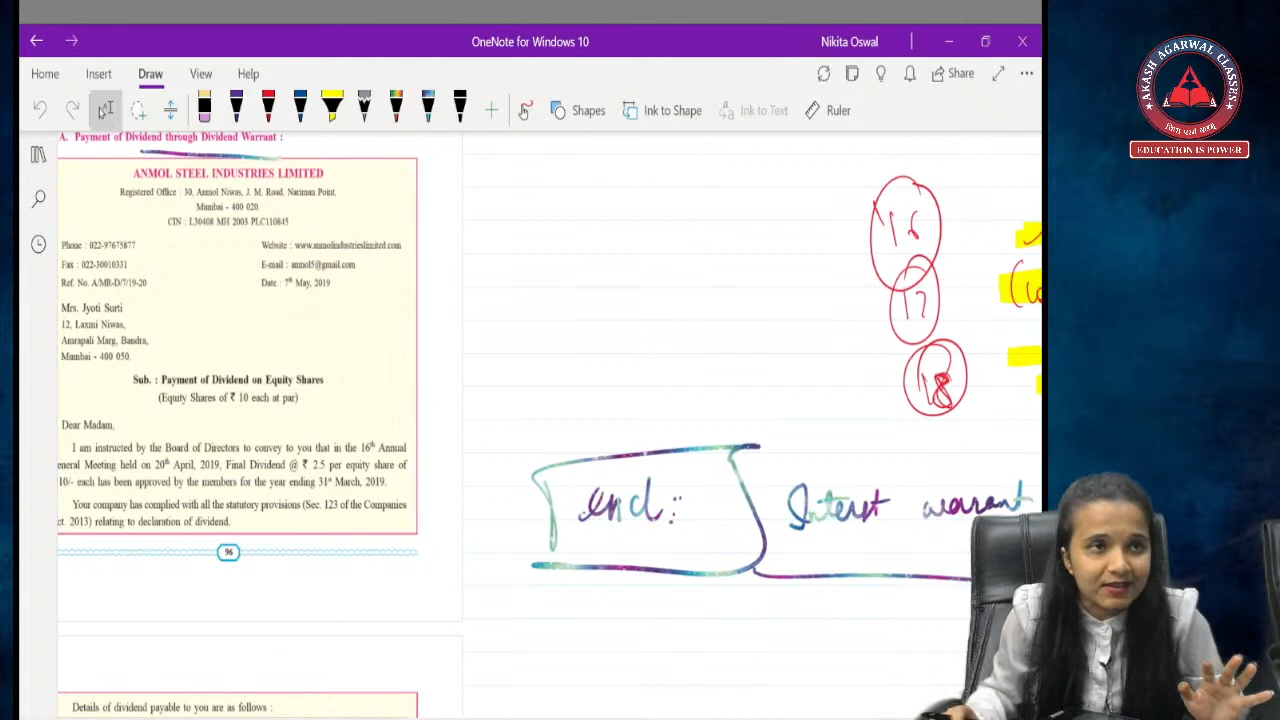 OneNote for Windows 10
Nikita Oswal
Home Insert Draw View Help
Share
Shapes Ink to Shape Ink to Text Ruler
A. Payment of Dividend through Dividend Warrant :
ANMOL STEEL INDUSTRIES LIMITED
Registered Office : 30, Anmol Niwas, J. M. Road, Nariman Point,
Mumbai - 400 020.
CIN : L30408 MH 2003 PLC110845
Phone : 022-97675877 Website : www.anmolindustrieslimited.com
Fax : 022-30010331 E-mail : anmol5@gmail.com
Ref. No. A/MR-D/7/19-20 Date : 7th May, 2019
Mrs. Jyoti Surti
12, Laxmi Niwas,
Amrapali Marg, Bandra,
Mumbai - 400 050.
Sub. : Payment of Dividend on Equity Shares
(Equity Shares of ₹ 10 each at par)
Dear Madam,
I am instructed by the Board of Directors to convey to you that in the 16th Annual
eneral Meeting held on 20th April, 2019, Final Dividend @ ₹ 2.5 per equity share of
10/- each has been approved by the members for the year ending 31st March, 2019.
Your company has complied with all the statutory provisions (Sec. 123 of the Companies
ct. 2013) relating to declaration of dividend.
96
Details of dividend payable to you are as follows :
16
17
18
encl :
Interest warrant
AKASH AGARWAL CLASSES
EDUCATION IS POWER